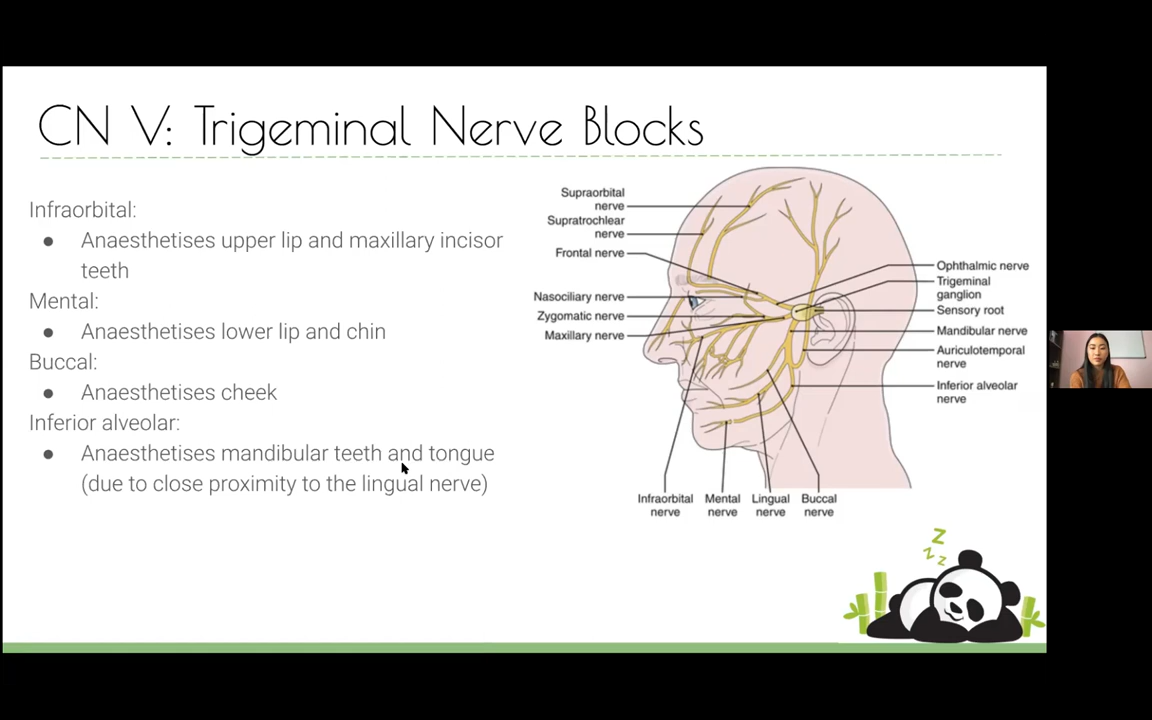 CN V: Trigeminal Nerve Blocks
Infraorbital:
● Anaesthetises upper lip and maxillary incisor
teeth
Mental:
● Anaesthetises lower lip and chin
Buccal:
● Anaesthetises cheek
Inferior alveolar:
● Anaesthetises mandibular teeth and tongue
(due to close proximity to the lingual nerve)
Supraorbital
nerve
Supratrochlear
nerve
Frontal nerve
Nasociliary nerve
Zygomatic nerve
Maxillary nerve
Ophthalmic nerve
Trigeminal
ganglion
Sensory root
Mandibular nerve
Auriculotemporal
nerve
Inferior alveolar
nerve
Infraorbital
nerve
Mental
nerve
Lingual
nerve
Buccal
nerve
Z
Z
Z